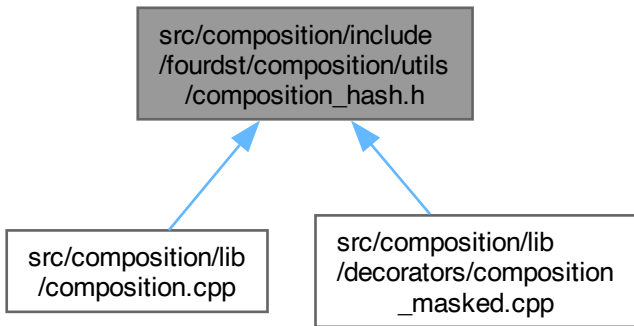 src/composition/include
/fourdst/composition/utils
/composition_hash.h
src/composition/lib
/composition.cpp
src/composition/lib
/decorators/composition
_masked.cpp